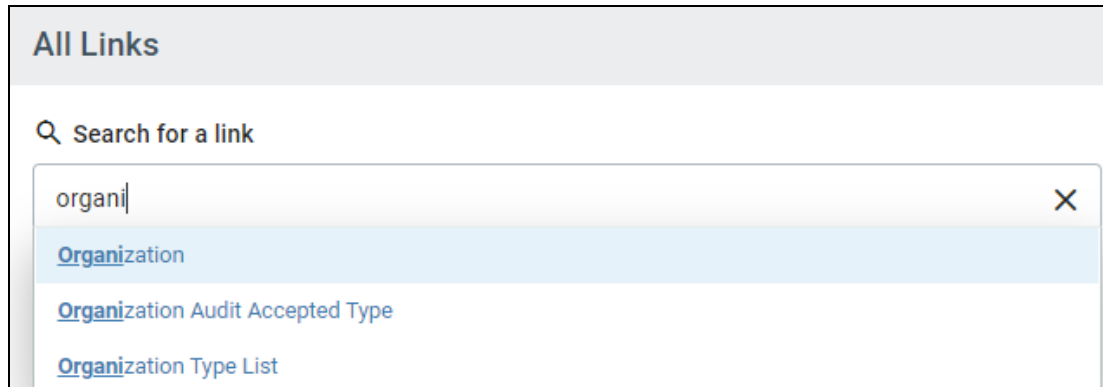 All Links
Search for a link
organi
Organization
Organization Audit Accepted Type
Organization Type List